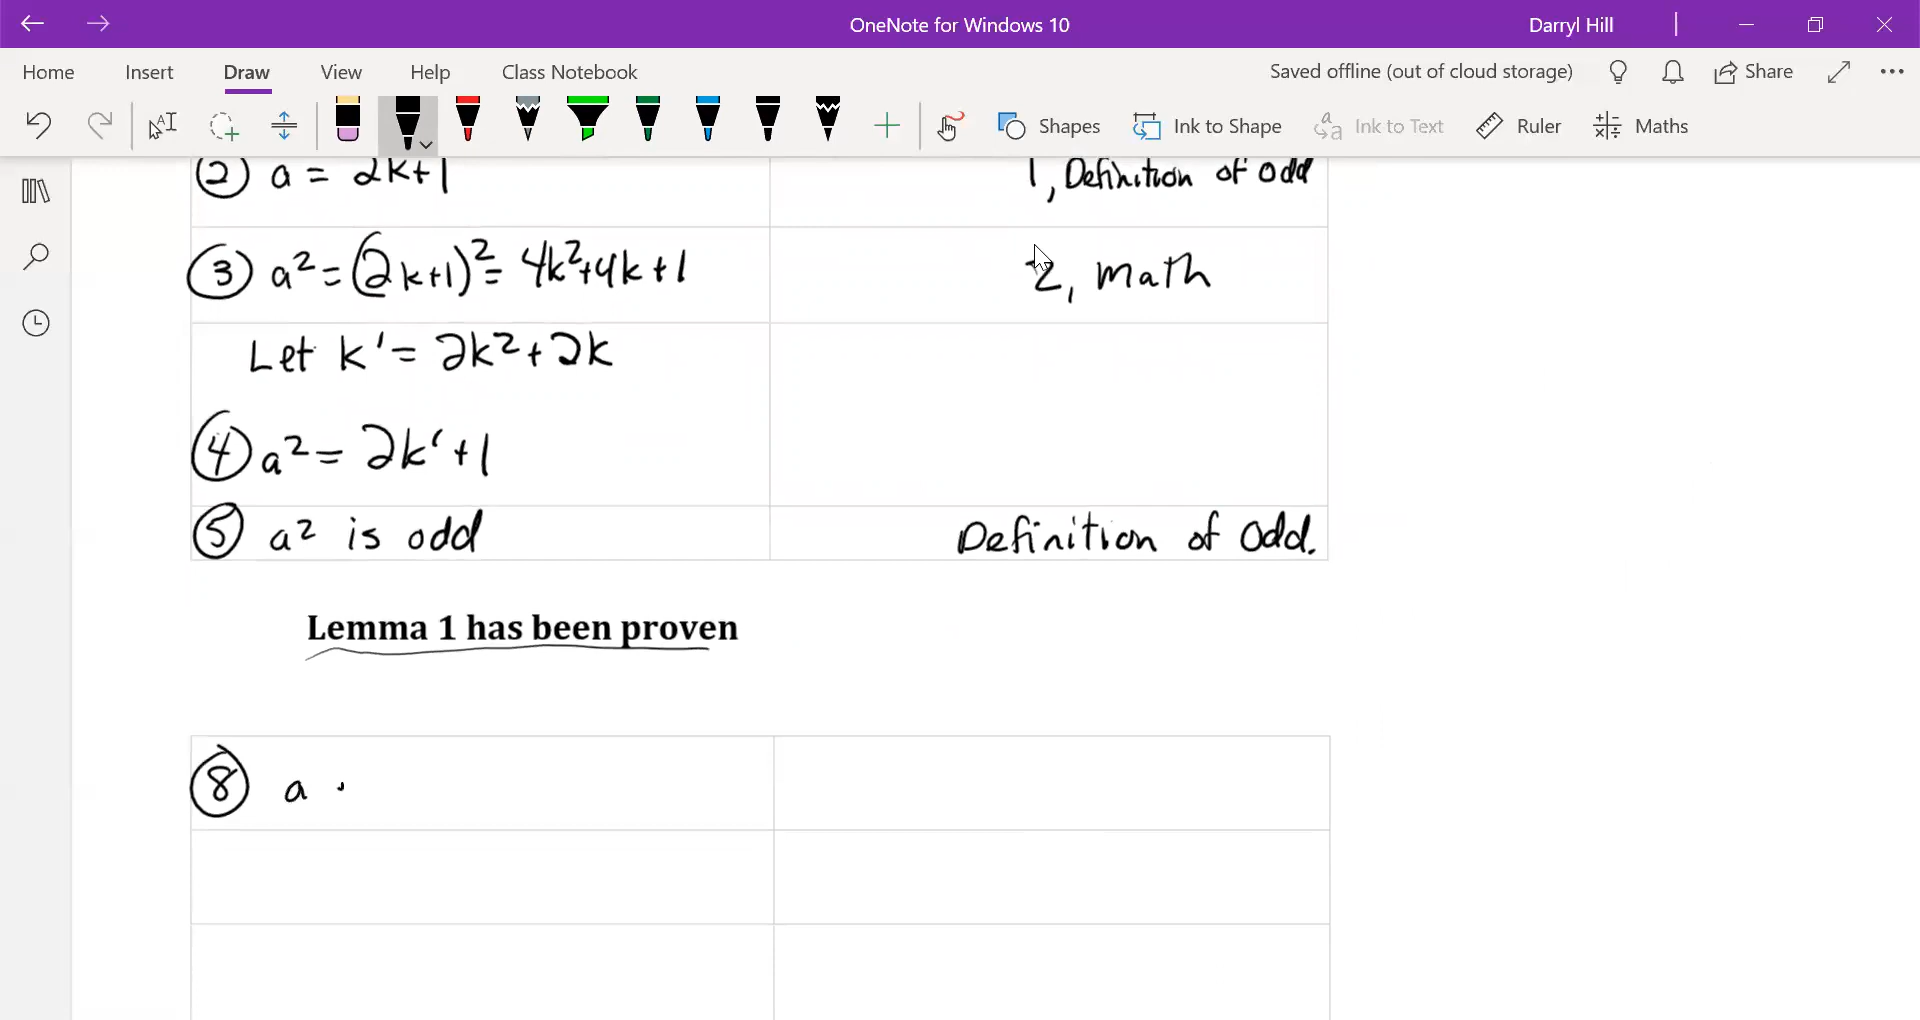 OneNote for Windows 10
Darryl Hill
Home Insert Draw View Help Class Notebook
Saved offline (out of cloud storage) Share
Shapes Ink to Shape Ink to Text Ruler Maths
② a = 2k+1 1, Definition of odd
③ a² = (2k+1)² = 4k²+4k+1 2, math
Let k' = 2k²+2k
④ a² = 2k'+1
⑤ a² is odd Definition of odd.
Lemma 1 has been proven
⑧ a